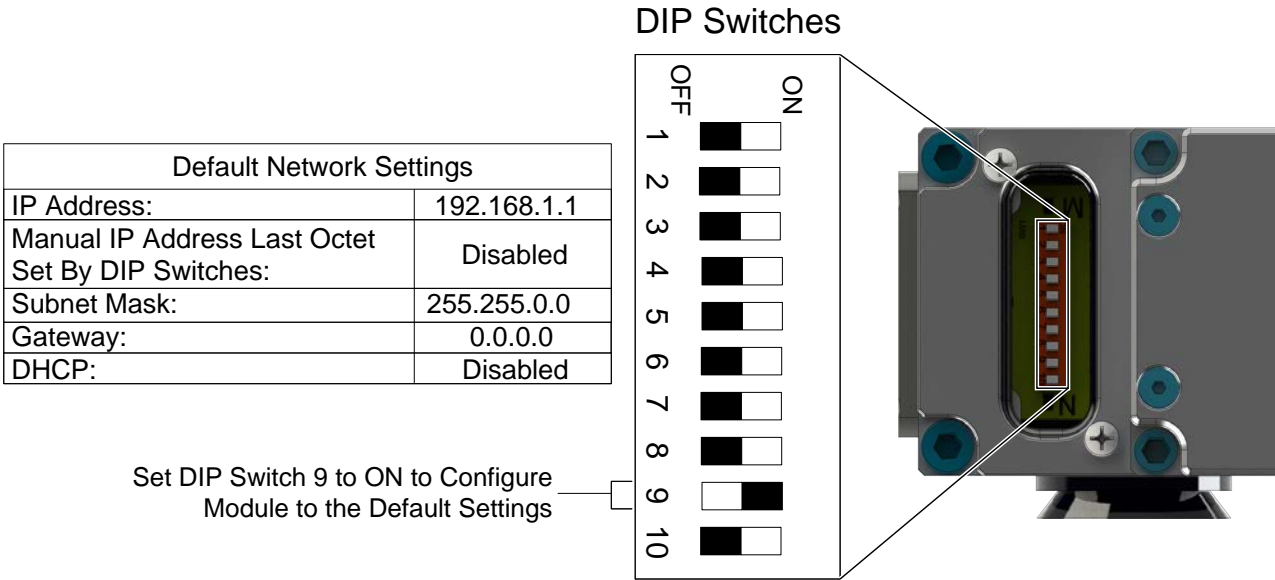 DIP Switches
OFF
ON
1
2
3
4
5
6
7
8
9
10
Default Network Settings
IP Address: 192.168.1.1
Manual IP Address Last Octet
Set By DIP Switches: Disabled
Subnet Mask: 255.255.0.0
Gateway: 0.0.0.0
DHCP: Disabled
Set DIP Switch 9 to ON to Configure
Module to the Default Settings